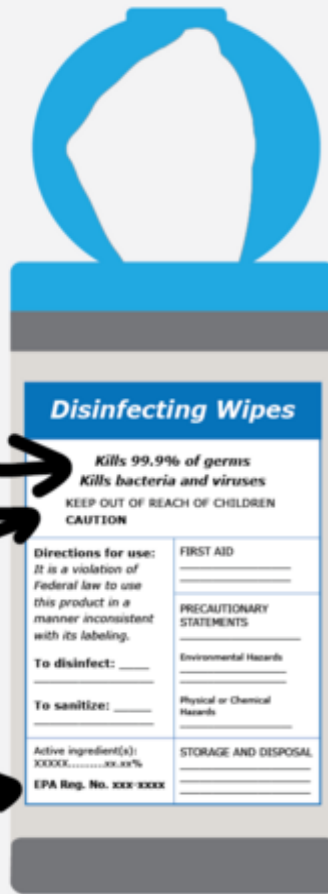 Disinfecting Wipes
Kills 99.9% of germs
Kills bacteria and viruses
KEEP OUT OF REACH OF CHILDREN
CAUTION
Directions for use:
It is a violation of
Federal law to use
this product in a
manner inconsistent
with its labeling.
To disinfect: ____
To sanitize: _____
Active ingredient(s):
XXXXX.........xx.xx%
EPA Reg. No. xxx-xxxx
FIRST AID
PRECAUTIONARY
STATEMENTS
Environmental Hazards
Physical or Chemical
Hazards
STORAGE AND DISPOSAL